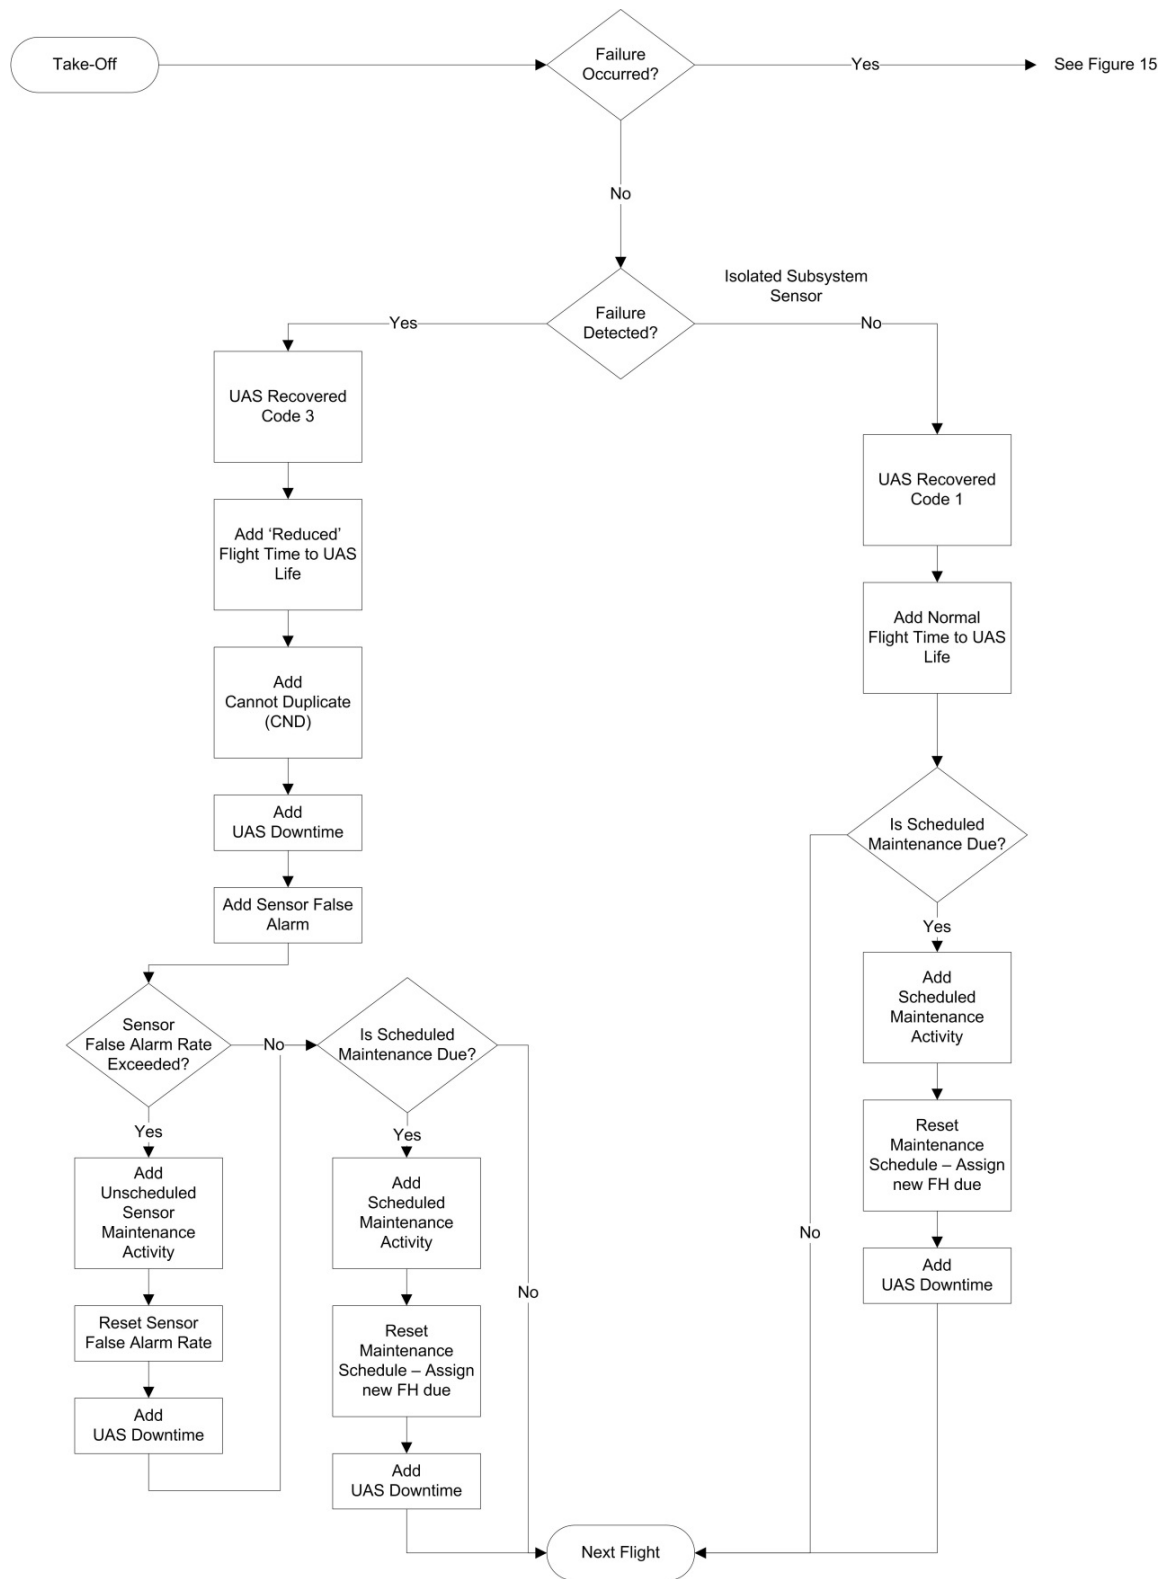 Take-Off
Failure
Occurred?
Yes
See Figure 15
No
Failure
Detected?
Isolated Subsystem
Sensor
Yes
No
UAS Recovered
Code 3
Add ‘Reduced’
Flight Time to UAS
Life
Add
Cannot Duplicate
(CND)
Add
UAS Downtime
Add Sensor False
Alarm
Sensor
False Alarm Rate
Exceeded?
No
Yes
Add
Unscheduled
Sensor
Maintenance
Activity
Reset Sensor
False Alarm Rate
Add
UAS Downtime
Is Scheduled
Maintenance Due?
Yes
No
Add
Scheduled
Maintenance
Activity
Reset
Maintenance
Schedule – Assign
new FH due
Add
UAS Downtime
UAS Recovered
Code 1
Add Normal
Flight Time to UAS
Life
Is Scheduled
Maintenance Due?
Yes
No
Add
Scheduled
Maintenance
Activity
Reset
Maintenance
Schedule – Assign
new FH due
Add
UAS Downtime
Next Flight